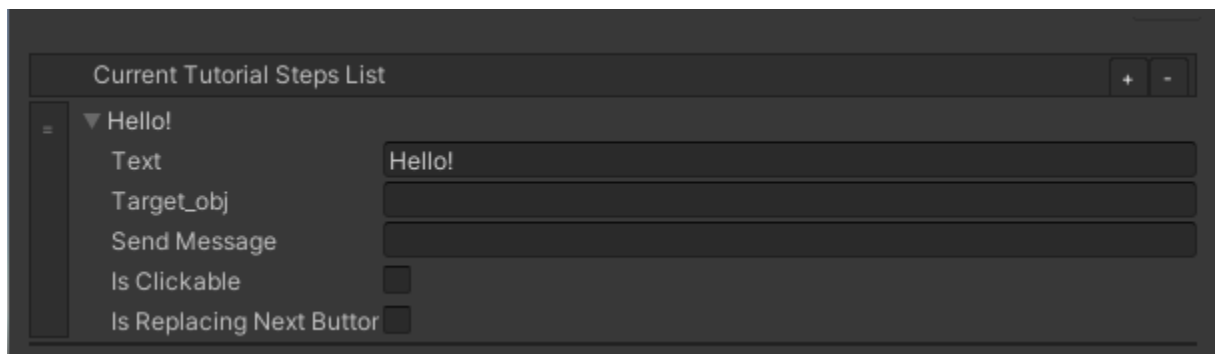 Current Tutorial Steps List + -
= Hello!
Text Hello!
Target_obj
Send Message
Is Clickable
Is Replacing Next Buttor